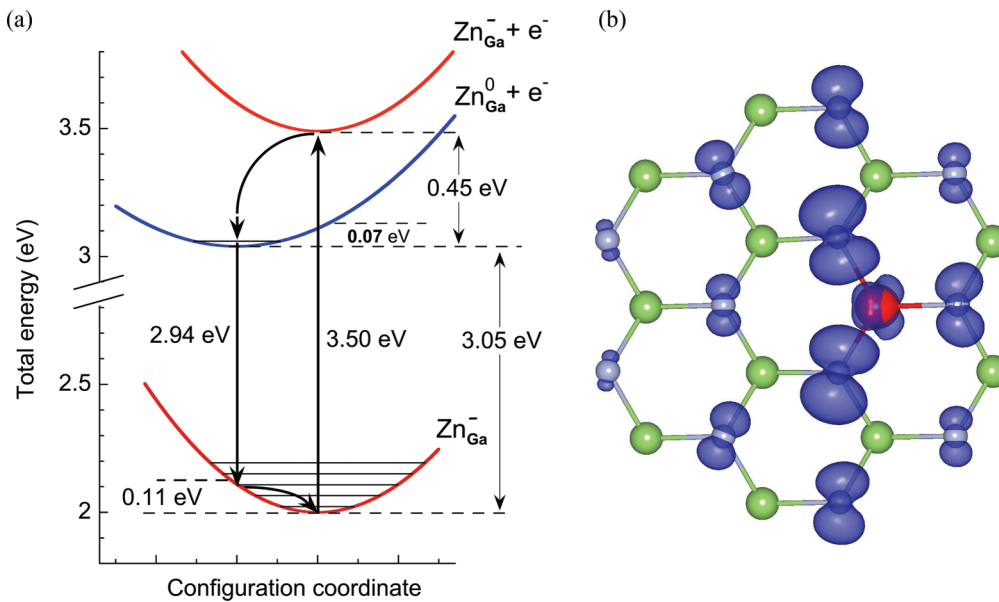 (a)
Zn⁻Ga + e⁻
Zn⁰Ga + e⁻
3.5
0.45 eV
0.07 eV
3
2.94 eV
3.50 eV
3.05 eV
2.5
Zn⁻Ga
0.11 eV
2
Total energy (eV)
Configuration coordinate
(b)